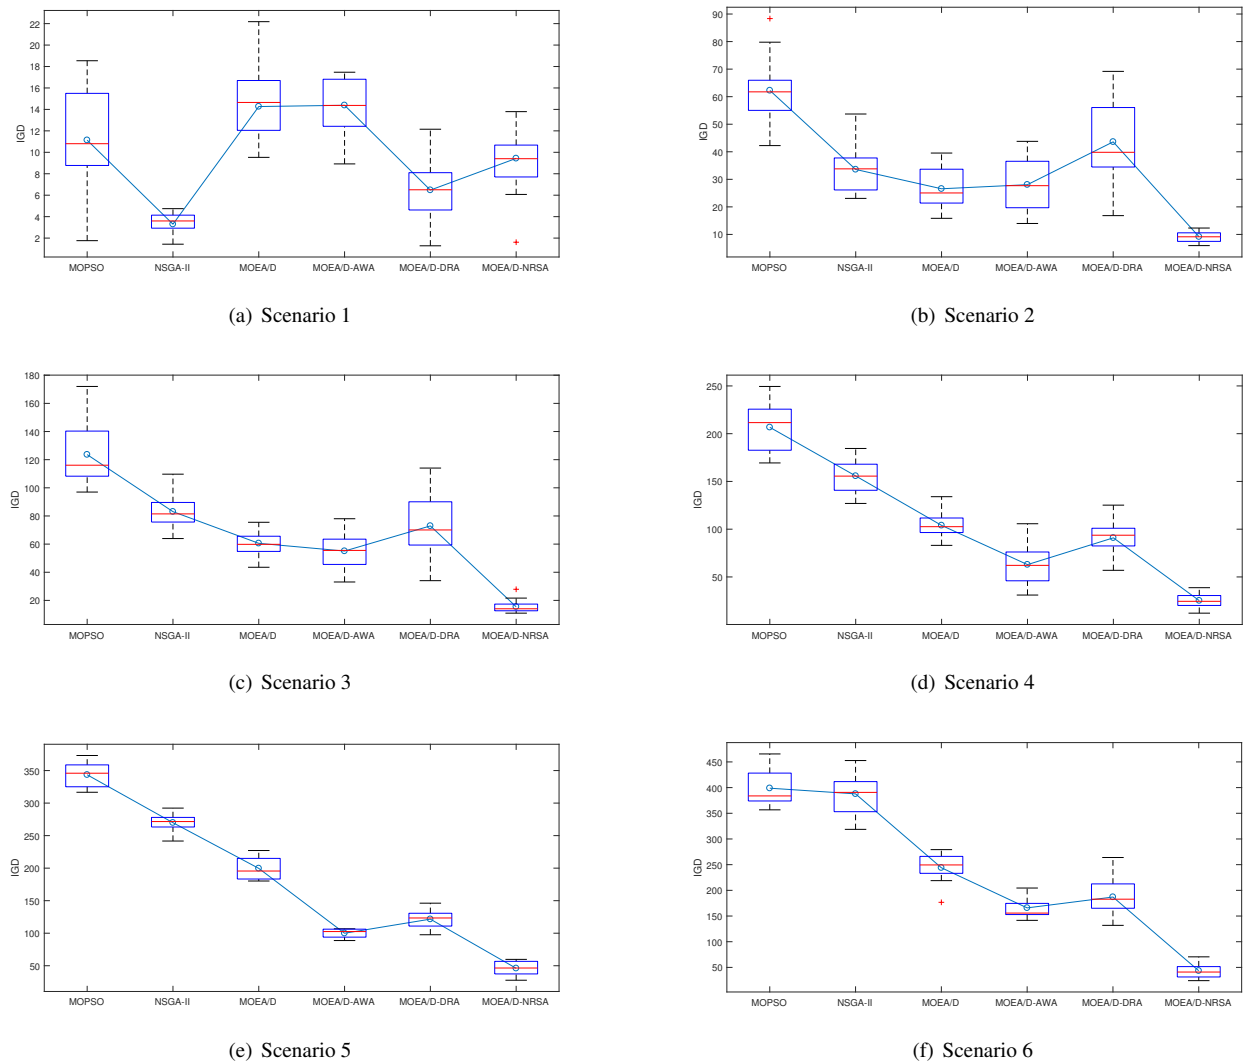 22
20
18
16
14
12
10
8
6
4
2
IGD
MOPSO NSGA-II MOEA/D MOEA/D-AWA MOEA/D-DRA MOEA/D-NRSA
(a) Scenario 1
90
80
70
60
50
40
30
20
10
IGD
MOPSO NSGA-II MOEA/D MOEA/D-AWA MOEA/D-DRA MOEA/D-NRSA
(b) Scenario 2
180
160
140
120
100
80
60
40
20
IGD
MOPSO NSGA-II MOEA/D MOEA/D-AWA MOEA/D-DRA MOEA/D-NRSA
(c) Scenario 3
250
200
150
100
50
IGD
MOPSO NSGA-II MOEA/D MOEA/D-AWA MOEA/D-DRA MOEA/D-NRSA
(d) Scenario 4
350
300
250
200
150
100
50
IGD
MOPSO NSGA-II MOEA/D MOEA/D-AWA MOEA/D-DRA MOEA/D-NRSA
(e) Scenario 5
450
400
350
300
250
200
150
100
50
IGD
MOPSO NSGA-II MOEA/D MOEA/D-AWA MOEA/D-DRA MOEA/D-NRSA
(f) Scenario 6